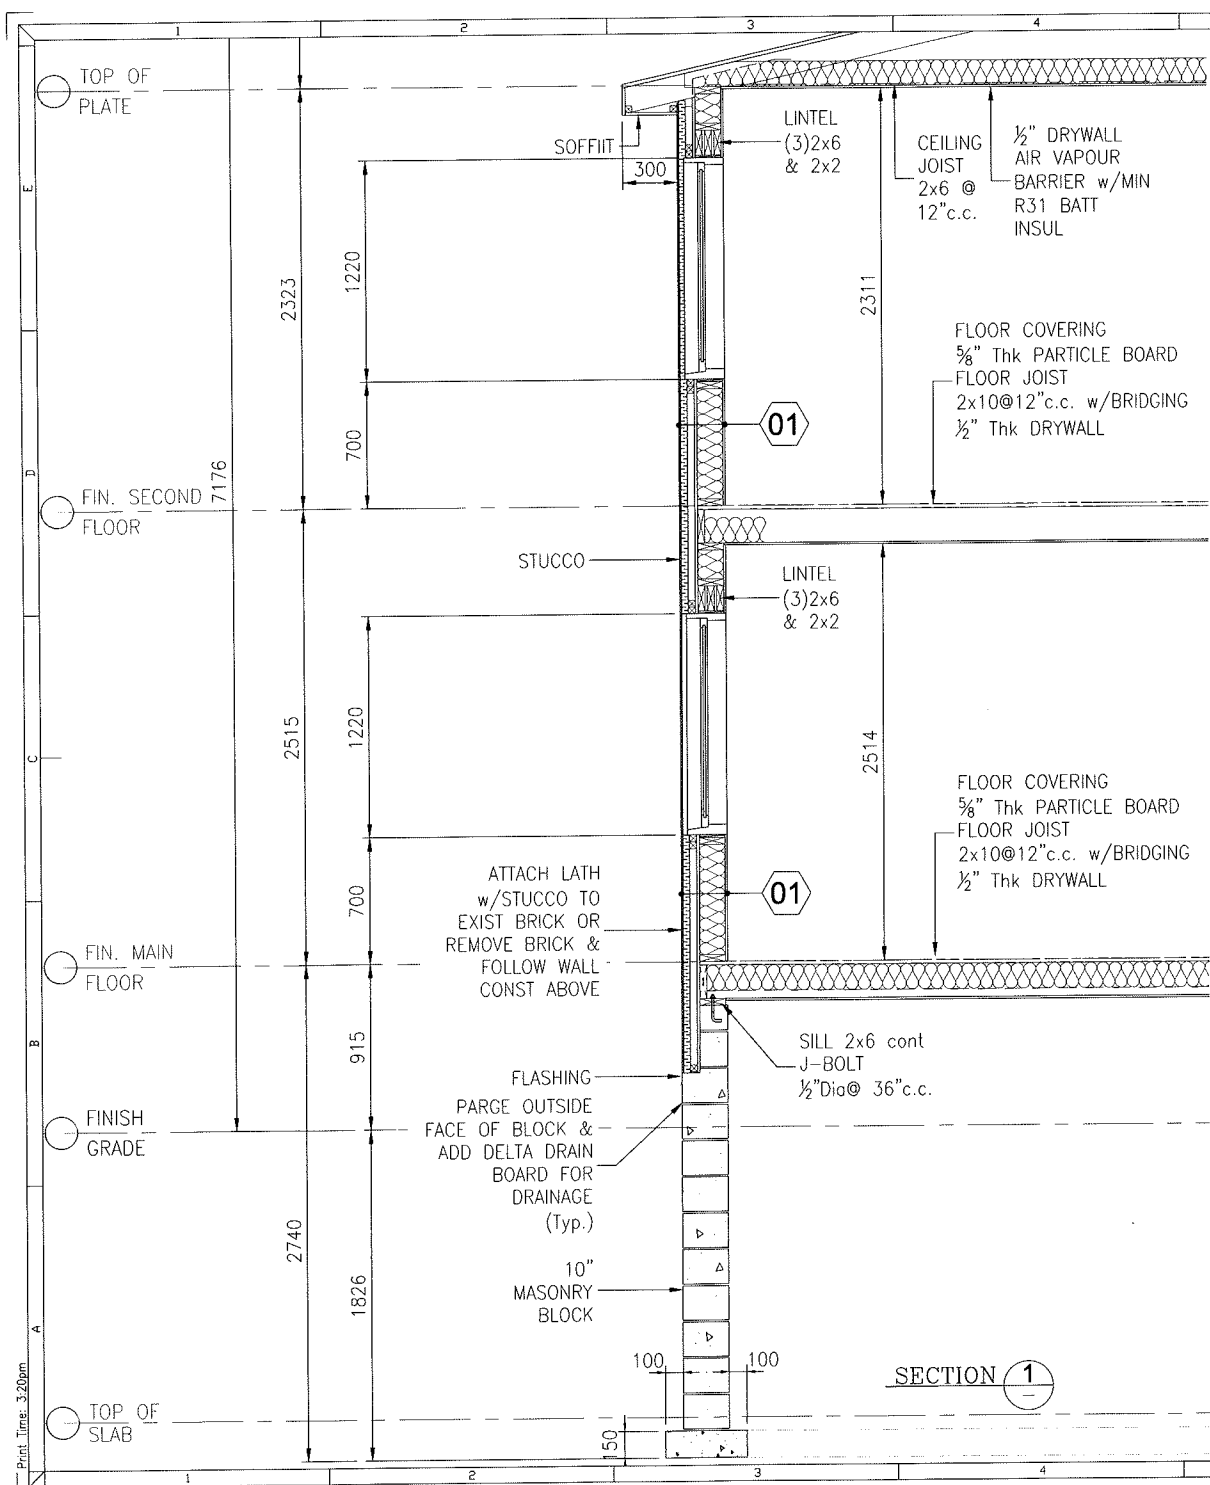 1
2
3
4
TOP OF
PLATE
SOFFIIT
300
LINTEL
(3)2x6
& 2x2
CEILING
JOIST
2x6 @
12"c.c.
½" DRYWALL
AIR VAPOUR
BARRIER w/MIN
R31 BATT
INSUL
E
1220
2323
2311
FLOOR COVERING
⅝" Thk PARTICLE BOARD
FLOOR JOIST
2x10@12"c.c. w/BRIDGING
½" Thk DRYWALL
01
700
D
7176
FIN. SECOND
FLOOR
STUCCO
LINTEL
(3)2x6
& 2x2
1220
2515
2514
C
FLOOR COVERING
⅝" Thk PARTICLE BOARD
FLOOR JOIST
2x10@12"c.c. w/BRIDGING
½" Thk DRYWALL
ATTACH LATH
w/STUCCO TO
EXIST BRICK OR
REMOVE BRICK &
FOLLOW WALL
CONST ABOVE
01
700
FIN. MAIN
FLOOR
915
B
SILL 2x6 cont
J-BOLT
½"Dia@ 36"c.c.
FLASHING
PARGE OUTSIDE
FACE OF BLOCK &
ADD DELTA DRAIN
BOARD FOR
DRAINAGE
(Typ.)
FINISH
GRADE
2740
1826
10"
MASONRY
BLOCK
A
100
100
SECTION 1
TOP OF
SLAB
150
Print Time: 3:20pm
1
2
3
4